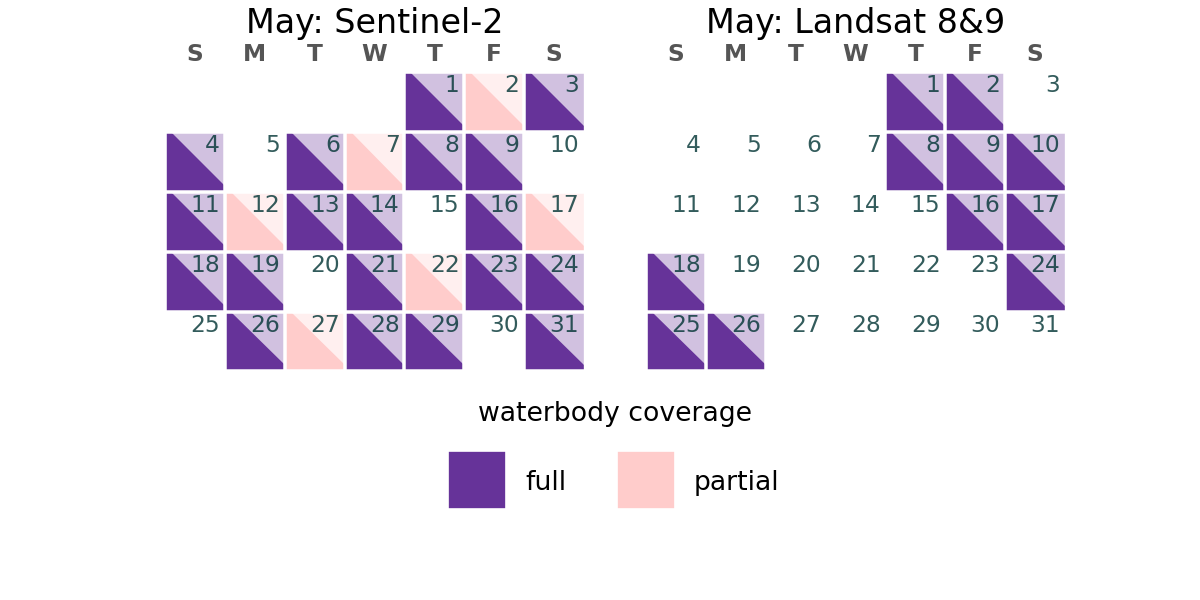 May: Sentinel-2
S M T W T F S
1 2 3
4 5 6 7 8 9 10
11 12 13 14 15 16 17
18 19 20 21 22 23 24
25 26 27 28 29 30 31
May: Landsat 8&9
S M T W T F S
1 2 3
4 5 6 7 8 9 10
11 12 13 14 15 16 17
18 19 20 21 22 23 24
25 26 27 28 29 30 31
waterbody coverage
full
partial